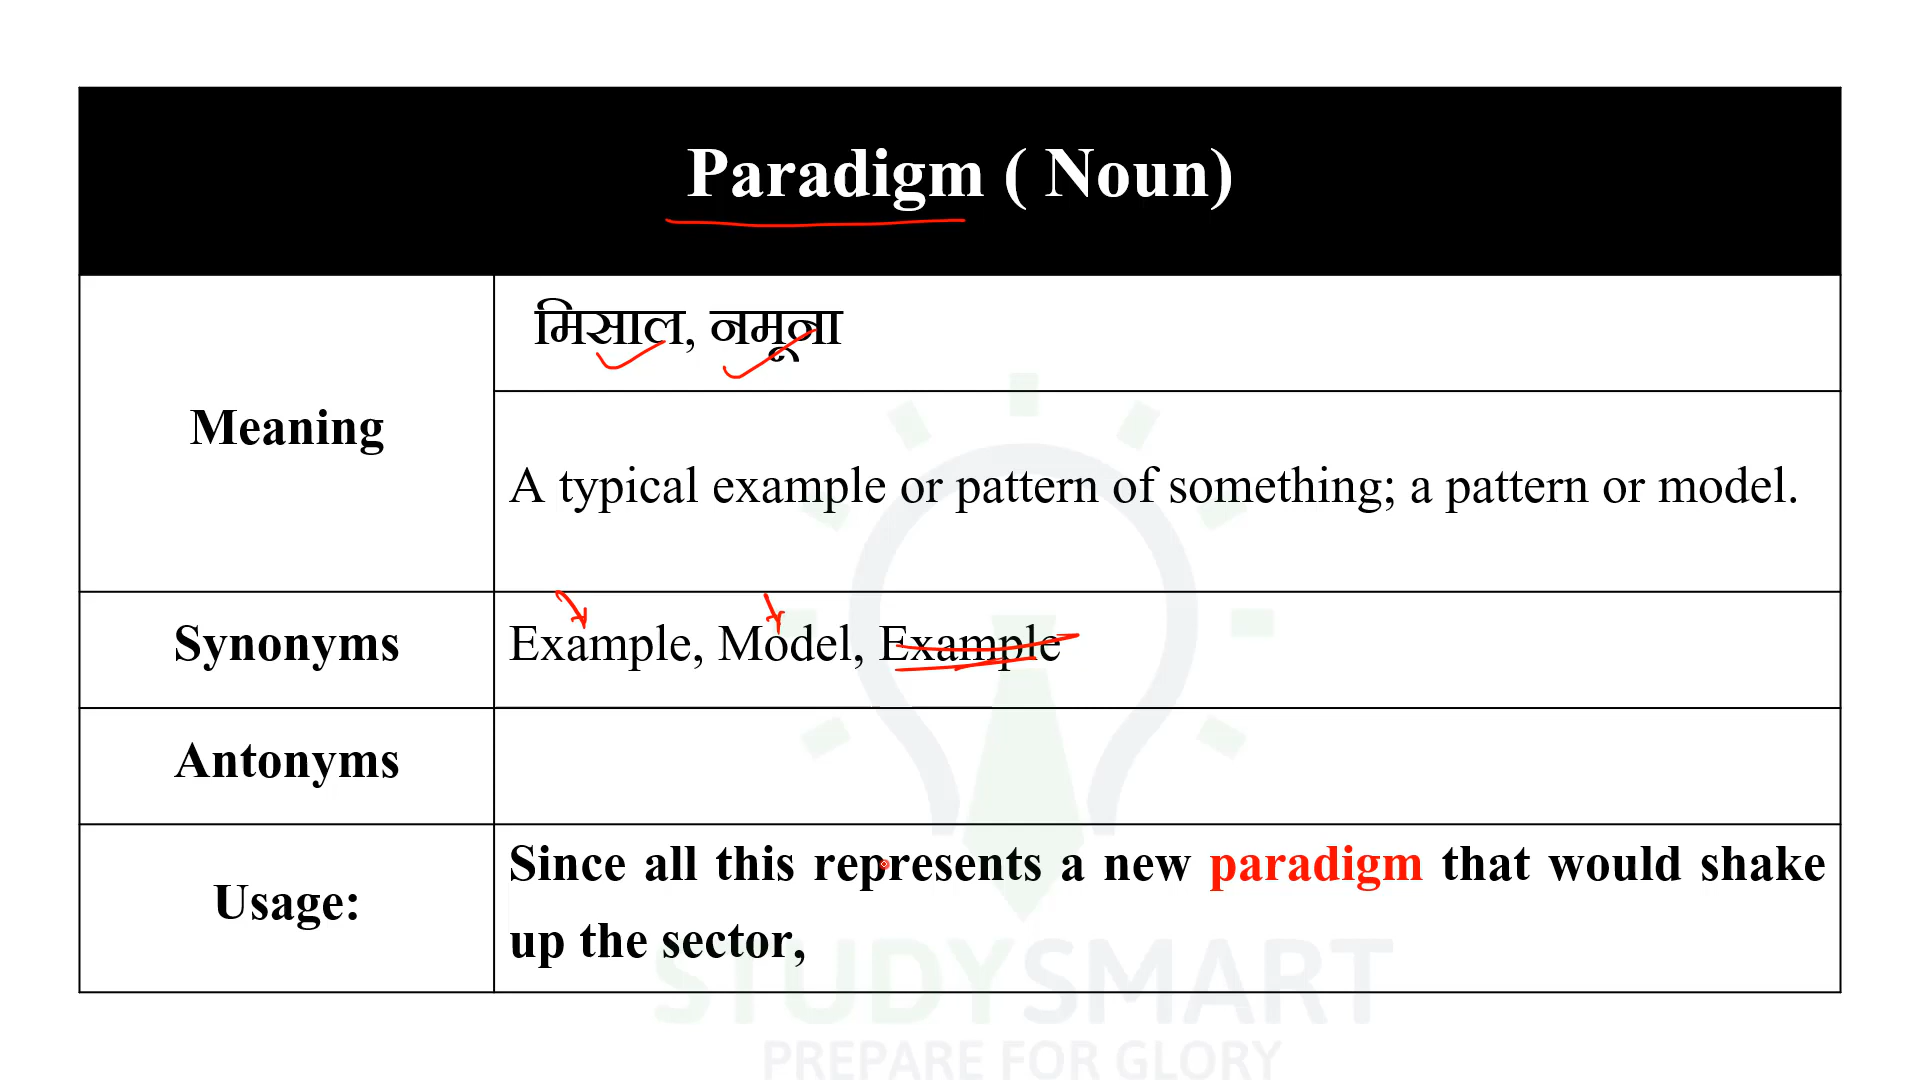 Paradigm ( Noun)
Meaning
मिसाल, नमूना
A typical example or pattern of something; a pattern or model.
Synonyms
Example, Model, Example
Antonyms
Usage:
Since all this represents a new paradigm that would shake
up the sector,
STUDYSMART
PREPARE FOR GLORY